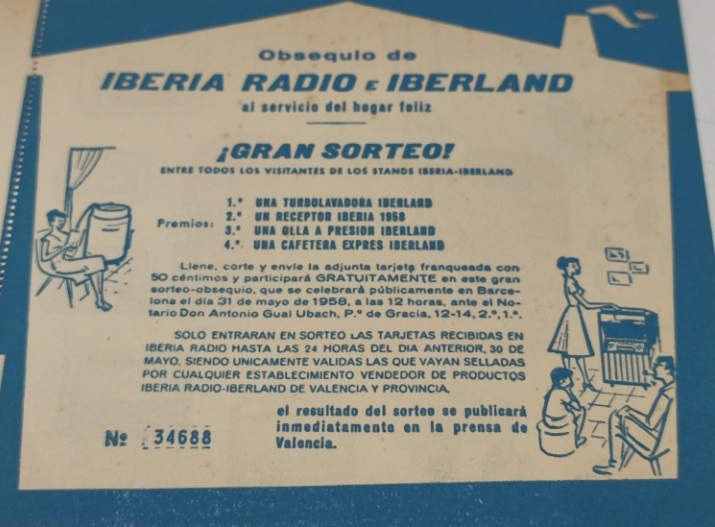 Obsequio de
IBERIA RADIO E IBERLAND
al servicio del hogar feliz
¡GRAN SORTEO!
ENTRE TODOS LOS VISITANTES DE LOS STANDS IBERIA-IBERLAND
Premios:
1.º UNA TURBOLAVADORA IBERLAND
2.º UN RECEPTOR IBERIA 1958
3.º UNA OLLA A PRESION IBERLAND
4.º UNA CAFETERA EXPRES IBERLAND
Llene, corte y envíe la adjunta tarjeta franqueada con
50 céntimos y participará GRATUITAMENTE en este gran
sorteo-obsequio, que se celebrará públicamente en Barce-
lona el día 31 de mayo de 1958, a las 12 horas, ante el No-
tario Don Antonio Gual Ubach, P.º de Gracia, 12-14, 2.º, 1.ª.
SOLO ENTRARAN EN SORTEO LAS TARJETAS RECIBIDAS EN
IBERIA RADIO HASTA LAS 24 HORAS DEL DIA ANTERIOR, 30 DE
MAYO, SIENDO UNICAMENTE VALIDAS LAS QUE VAYAN SELLADAS
POR CUALQUIER ESTABLECIMIENTO VENDEDOR DE PRODUCTOS
IBERIA RADIO-IBERLAND DE VALENCIA Y PROVINCIA.
el resultado del sorteo se publicará
inmediatamente en la prensa de
Valencia.
Nº 34688